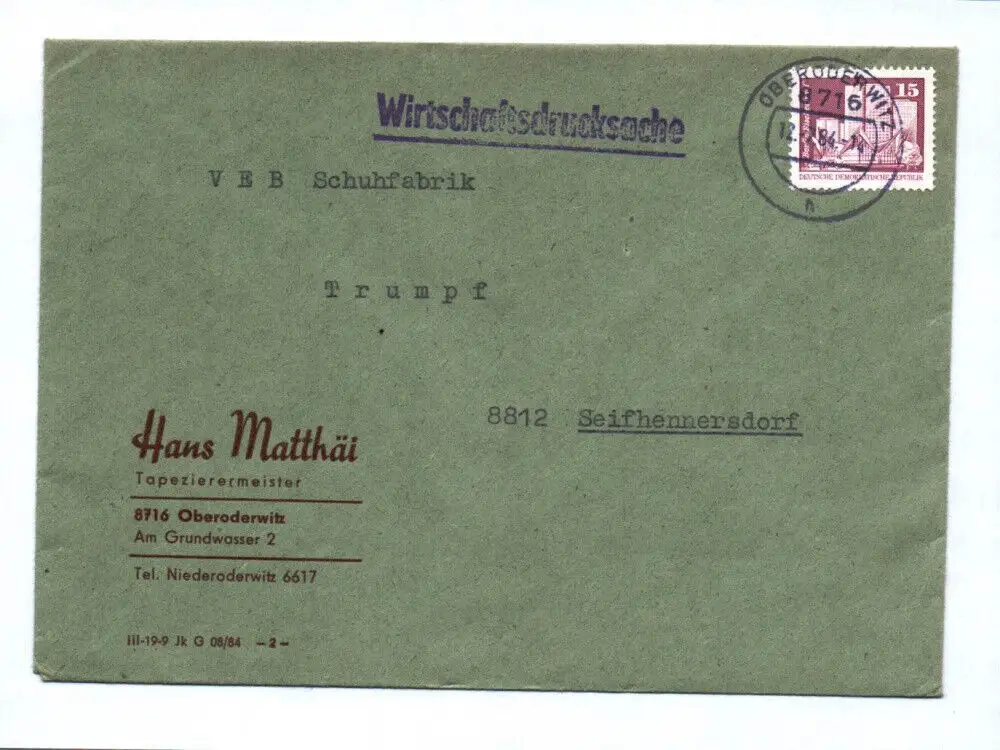 Wirtschaftsdrucksache
OBERODERWITZ
8716
15
DEUTSCHE DEMOKRATISCHE REPUBLIK
h
V E B Schuhfabrik
T r u m p f
8812 Seifhennersdorf
Hans Matthäi
Tapezierermeister
8716 Oberoderwitz
Am Grundwasser 2
Tel. Niederoderwitz 6617
III-19-9 Jk G 08/84 -2-